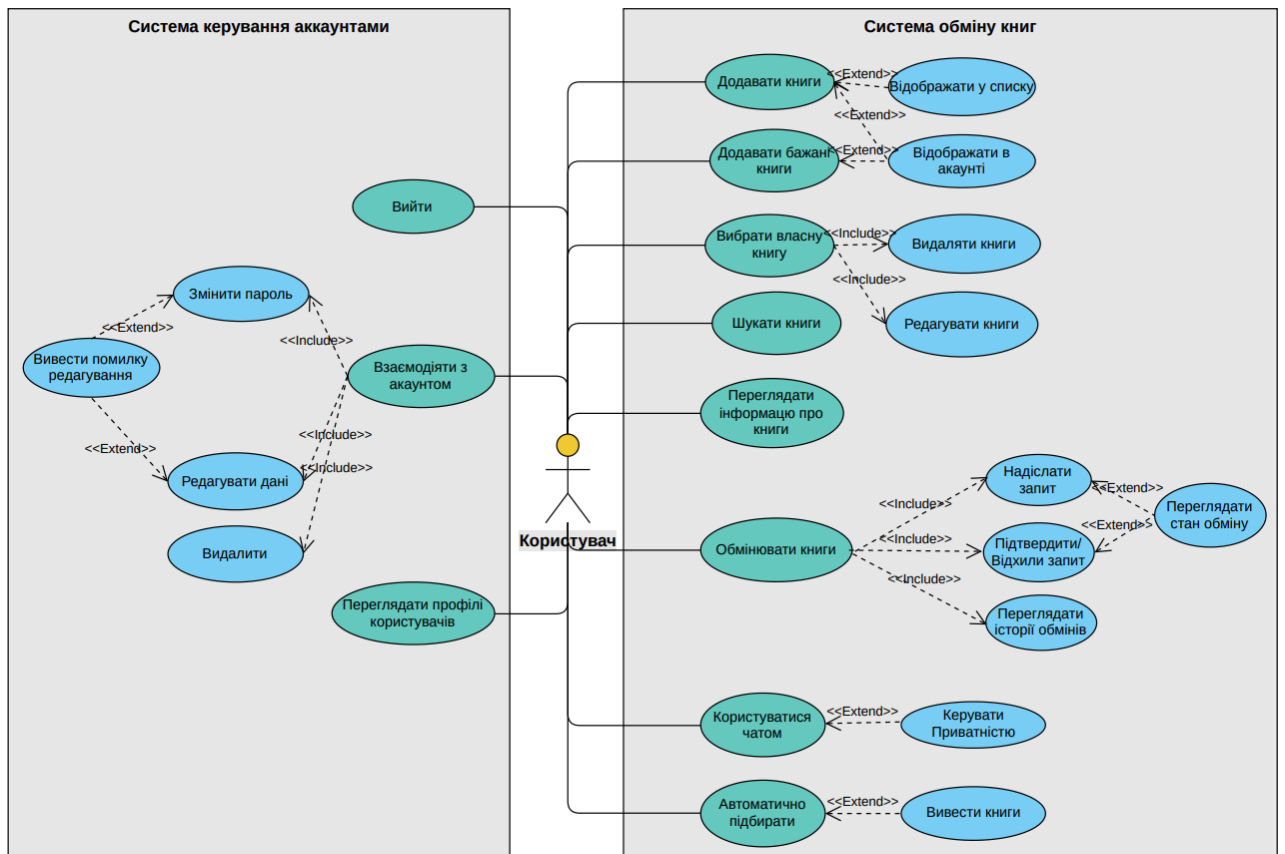 Система керування аккаунтами
Вийти
Змінити пароль
<<Extend>>
<<Include>>
Вивести помилку
редагування
Взаємодіяти з
акаунтом
<<Extend>>
<<Include>>
<<Include>>
Редагувати дані
Видалити
Переглядати профілі
користувачів
Користувач
Система обміну книг
Додавати книги
<<Extend>>
Відображати у списку
<<Extend>>
Додавати бажані
книги
<<Extend>>
Відображати в
акаунті
Вибрати власну
книгу
<<Include>>
Видаляти книги
<<Include>>
Шукати книги
Редагувати книги
Переглядати
інформацю про
книги
Надіслати
запит
<<Extend>>
<<Include>>
Переглядати
стан обміну
<<Extend>>
Обмінювати книги
<<Include>>
Підтвердити/
Відхили запит
<<Include>>
Переглядати
історії обмінів
Користуватися
чатом
<<Extend>>
Керувати
Приватністю
Автоматично
підбирати
<<Extend>>
Вивести книги